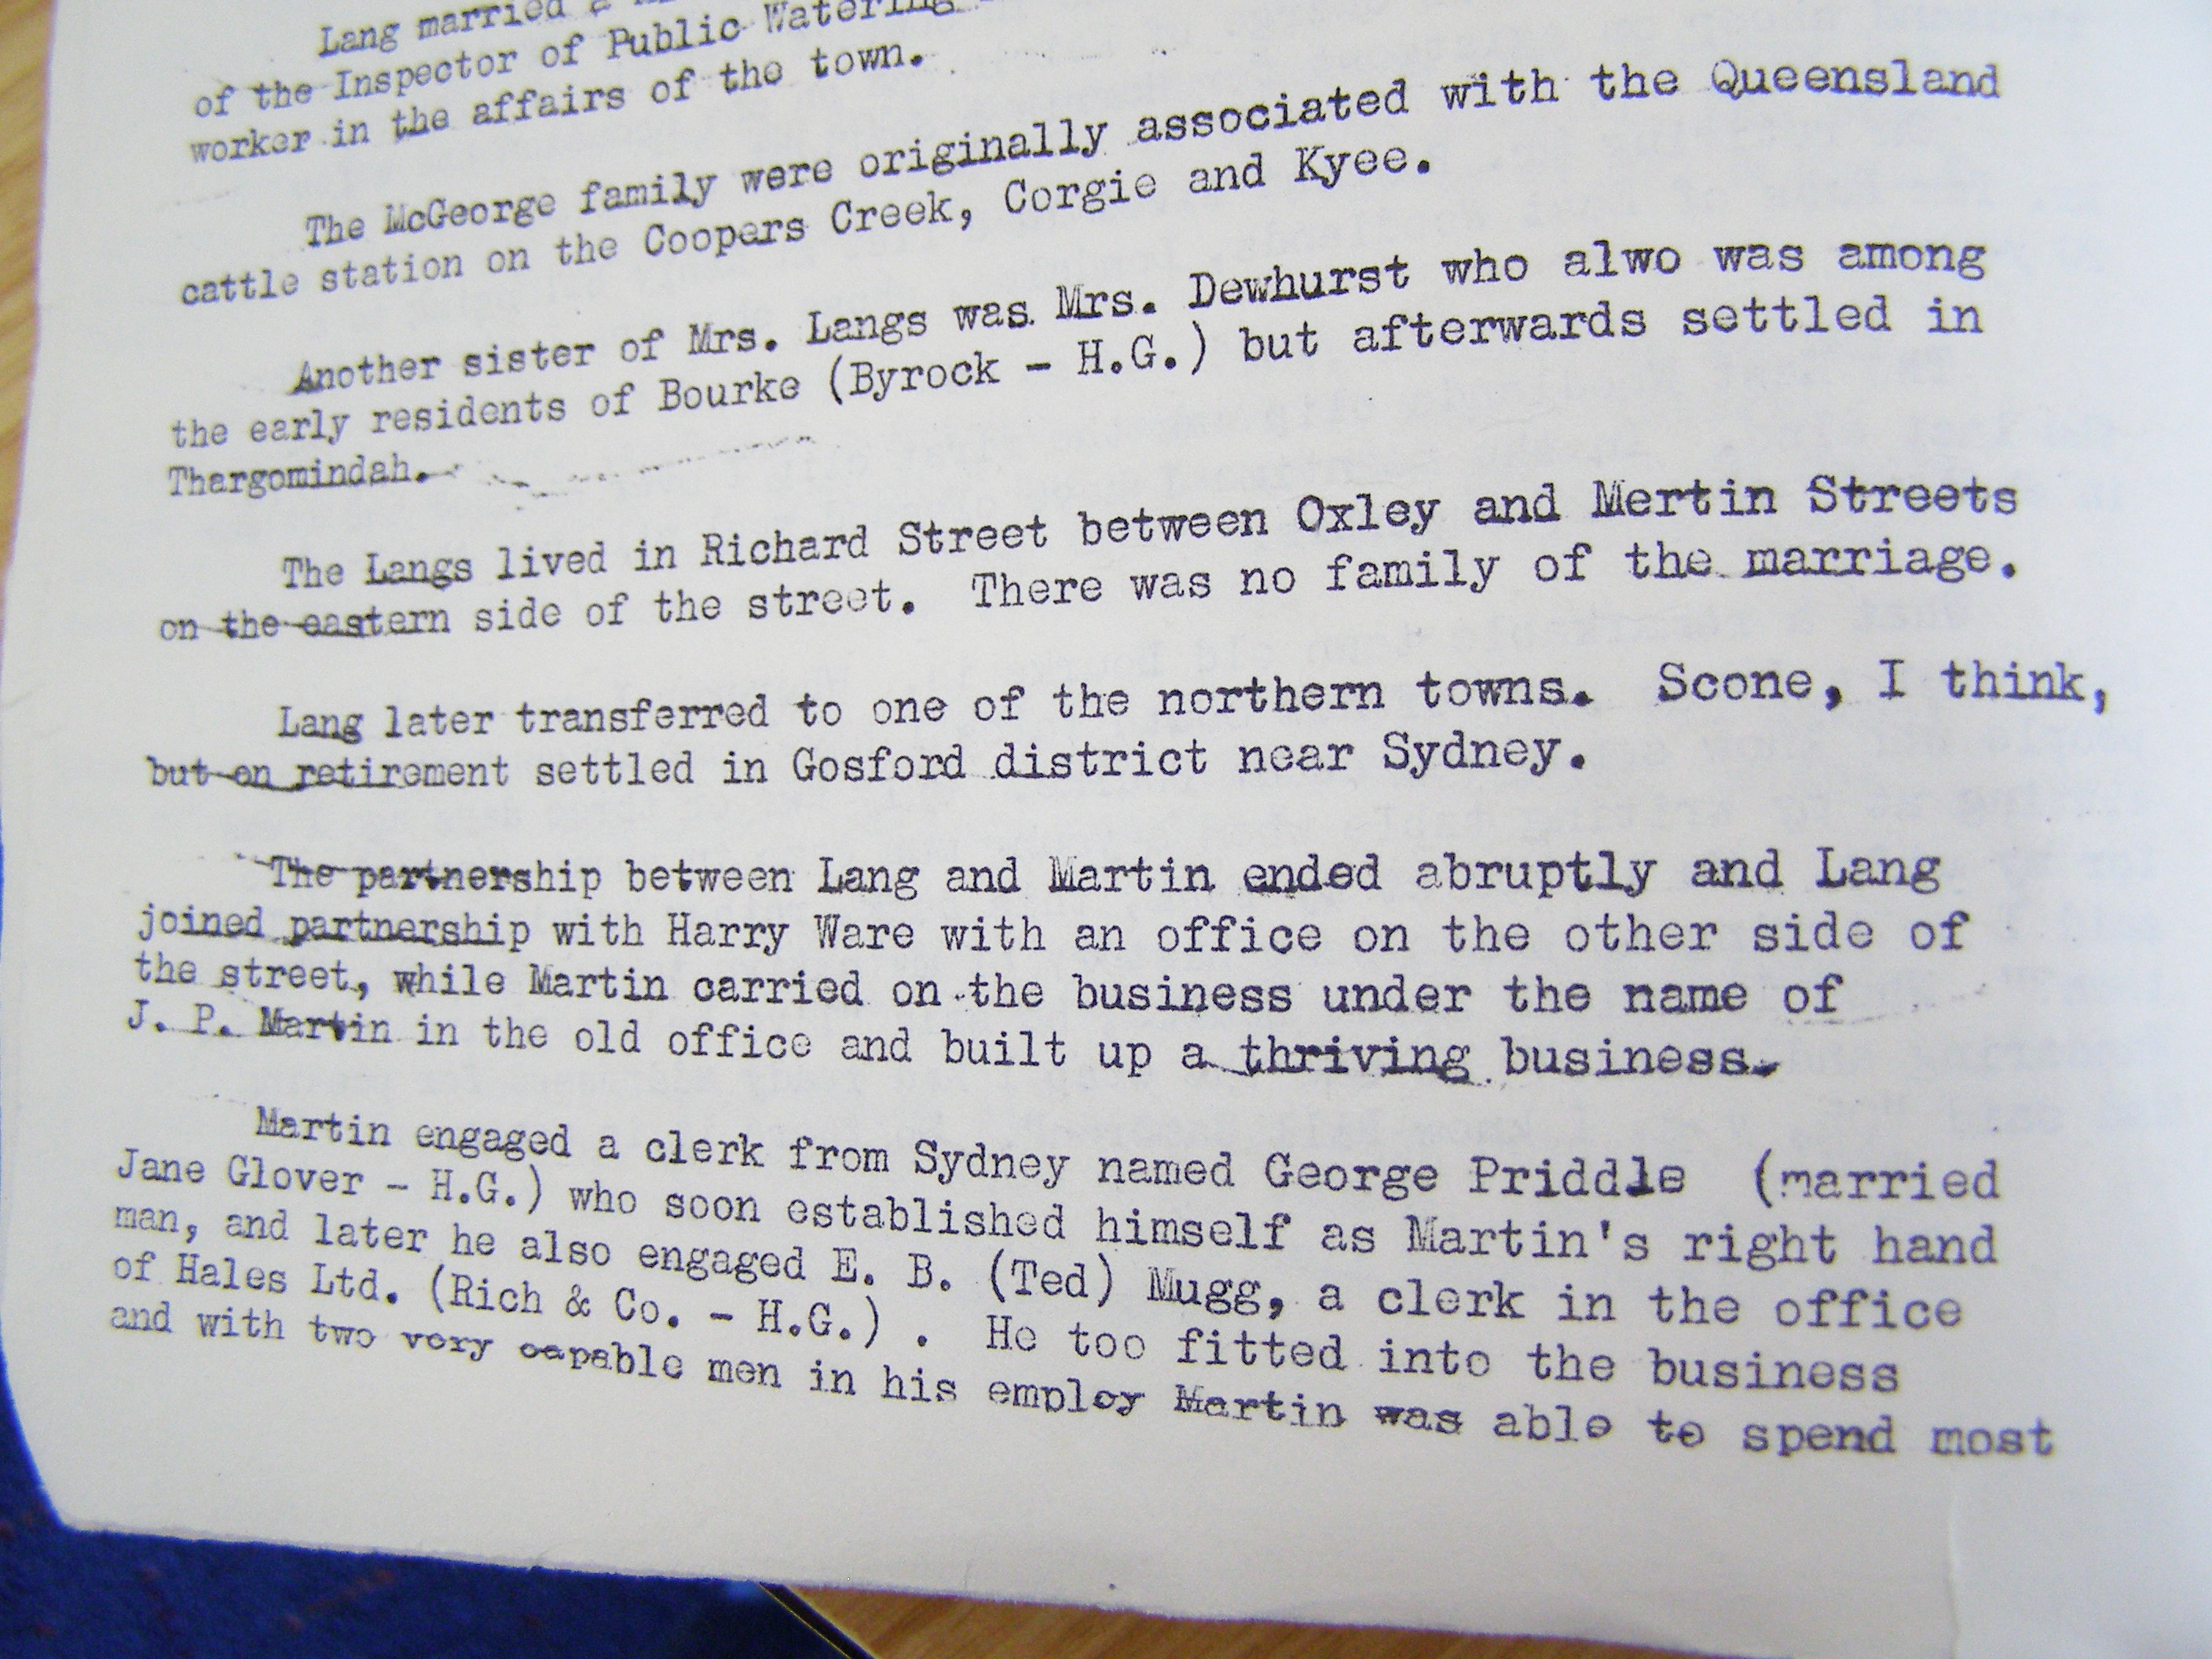 Lang married a
of the Inspector of Public Watering
worker in the affairs of the town.
The McGeorge family were originally associated with the Queensland
cattle station on the Coopers Creek, Corgie and Kyee.
Another sister of Mrs. Langs was Mrs. Dewhurst who alwo was among
the early residents of Bourke (Byrock - H.G.) but afterwards settled in
Thargomindah.
The Langs lived in Richard Street between Oxley and Mertin Streets
on the eastern side of the street. There was no family of the marriage.
Lang later transferred to one of the northern towns. Scone, I think,
but on retirement settled in Gosford district near Sydney.
The partnership between Lang and Martin ended abruptly and Lang
joined partnership with Harry Ware with an office on the other side of
the street, while Martin carried on the business under the name of
J. P. Martin in the old office and built up a thriving business.
Martin engaged a clerk from Sydney named George Priddle (married
Jane Glover - H.G.) who soon established himself as Martin's right hand
man, and later he also engaged E. B. (Ted) Mugg, a clerk in the office
of Hales Ltd. (Rich & Co. - H.G.) . He too fitted into the business
and with two very capable men in his employ Martin was able to spend most